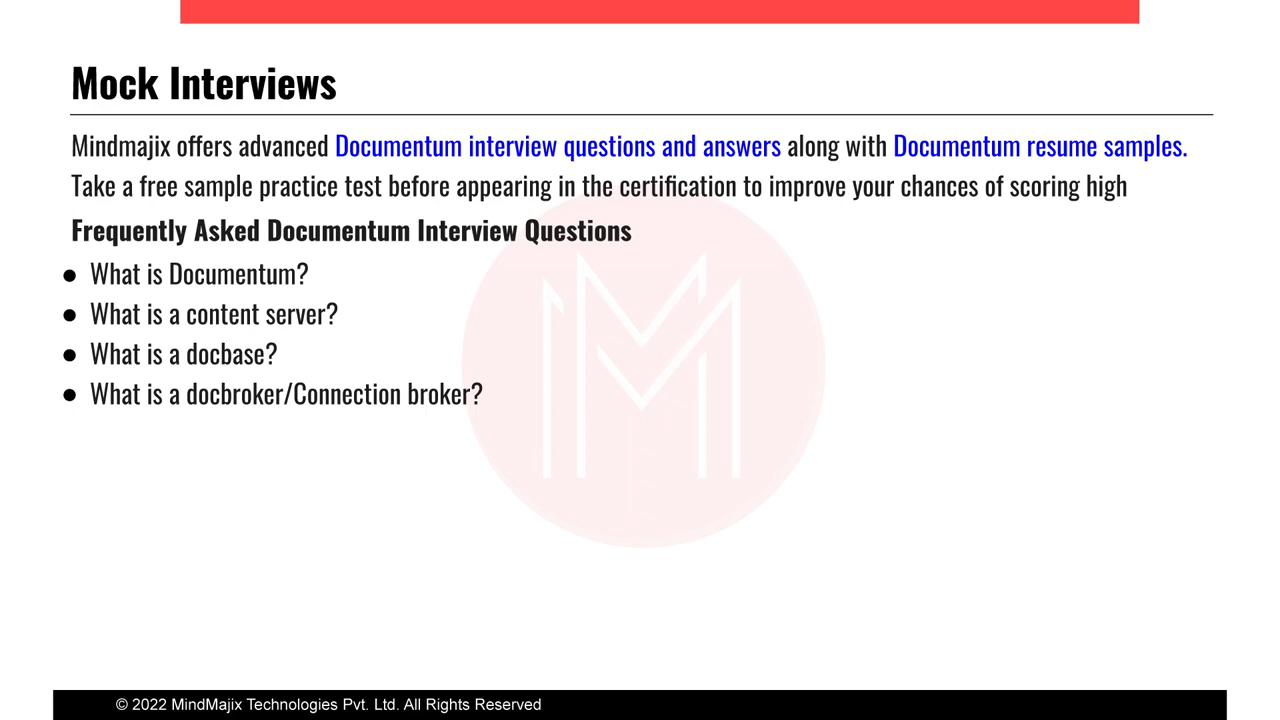 Mock Interviews
Mindmajix offers advanced Documentum interview questions and answers along with Documentum resume samples.
Take a free sample practice test before appearing in the certification to improve your chances of scoring high
Frequently Asked Documentum Interview Questions
● What is Documentum?
● What is a content server?
● What is a docbase?
● What is a docbroker/Connection broker?
© 2022 MindMajix Technologies Pvt. Ltd. All Rights Reserved